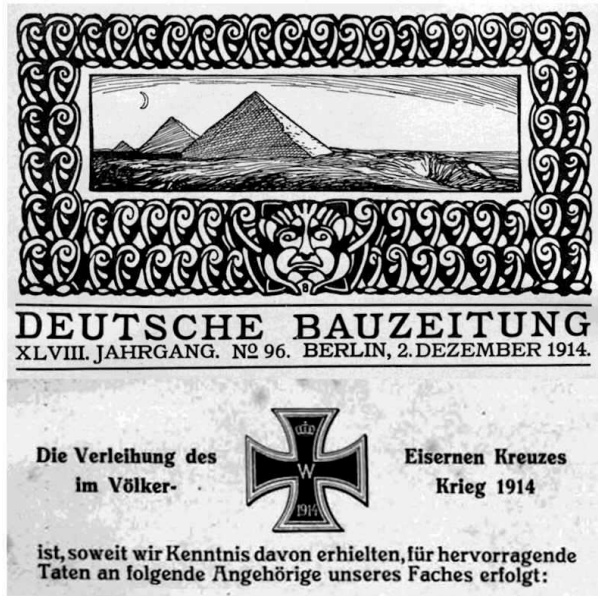 DEUTSCHE BAUZEITUNG
XLVIII. JAHRGANG. Nº 96. BERLIN, 2. DEZEMBER 1914.
Die Verleihung des Eisernen Kreuzes
im Völker- Krieg 1914
W
1914
ist, soweit wir Kenntnis davon erhielten, für hervorragende
Taten an folgende Angehörige unseres Faches erfolgt: